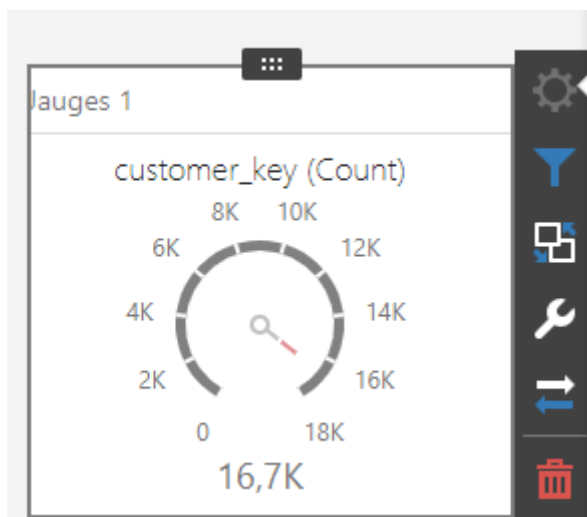 Jauges 1
customer_key (Count)
8K 10K
6K 12K
4K 14K
2K 16K
0 18K
16,7K